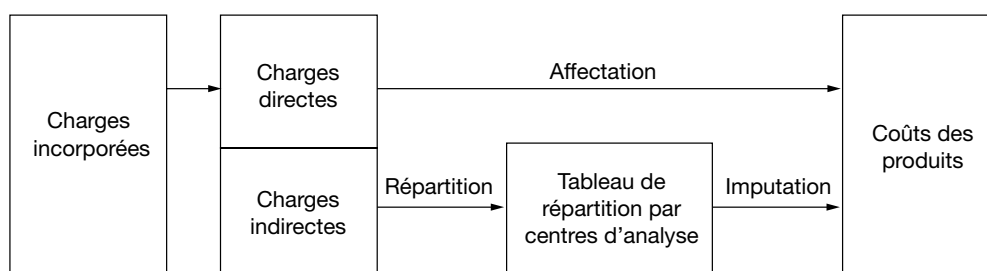 Charges
incorporées
Charges
directes
Affectation
Charges
indirectes
Répartition
Tableau de
répartition par
centres d'analyse
Imputation
Coûts des
produits